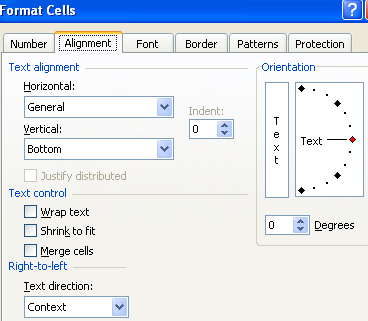 Format Cells
Number Alignment Font Border Patterns Protection
Text alignment
Horizontal:
General
Indent:
Vertical:
0
Bottom
Justify distributed
Text control
Wrap text
Shrink to fit
Merge cells
Right-to-left
Text direction:
Context
Orientation
Text
Text
0 Degrees